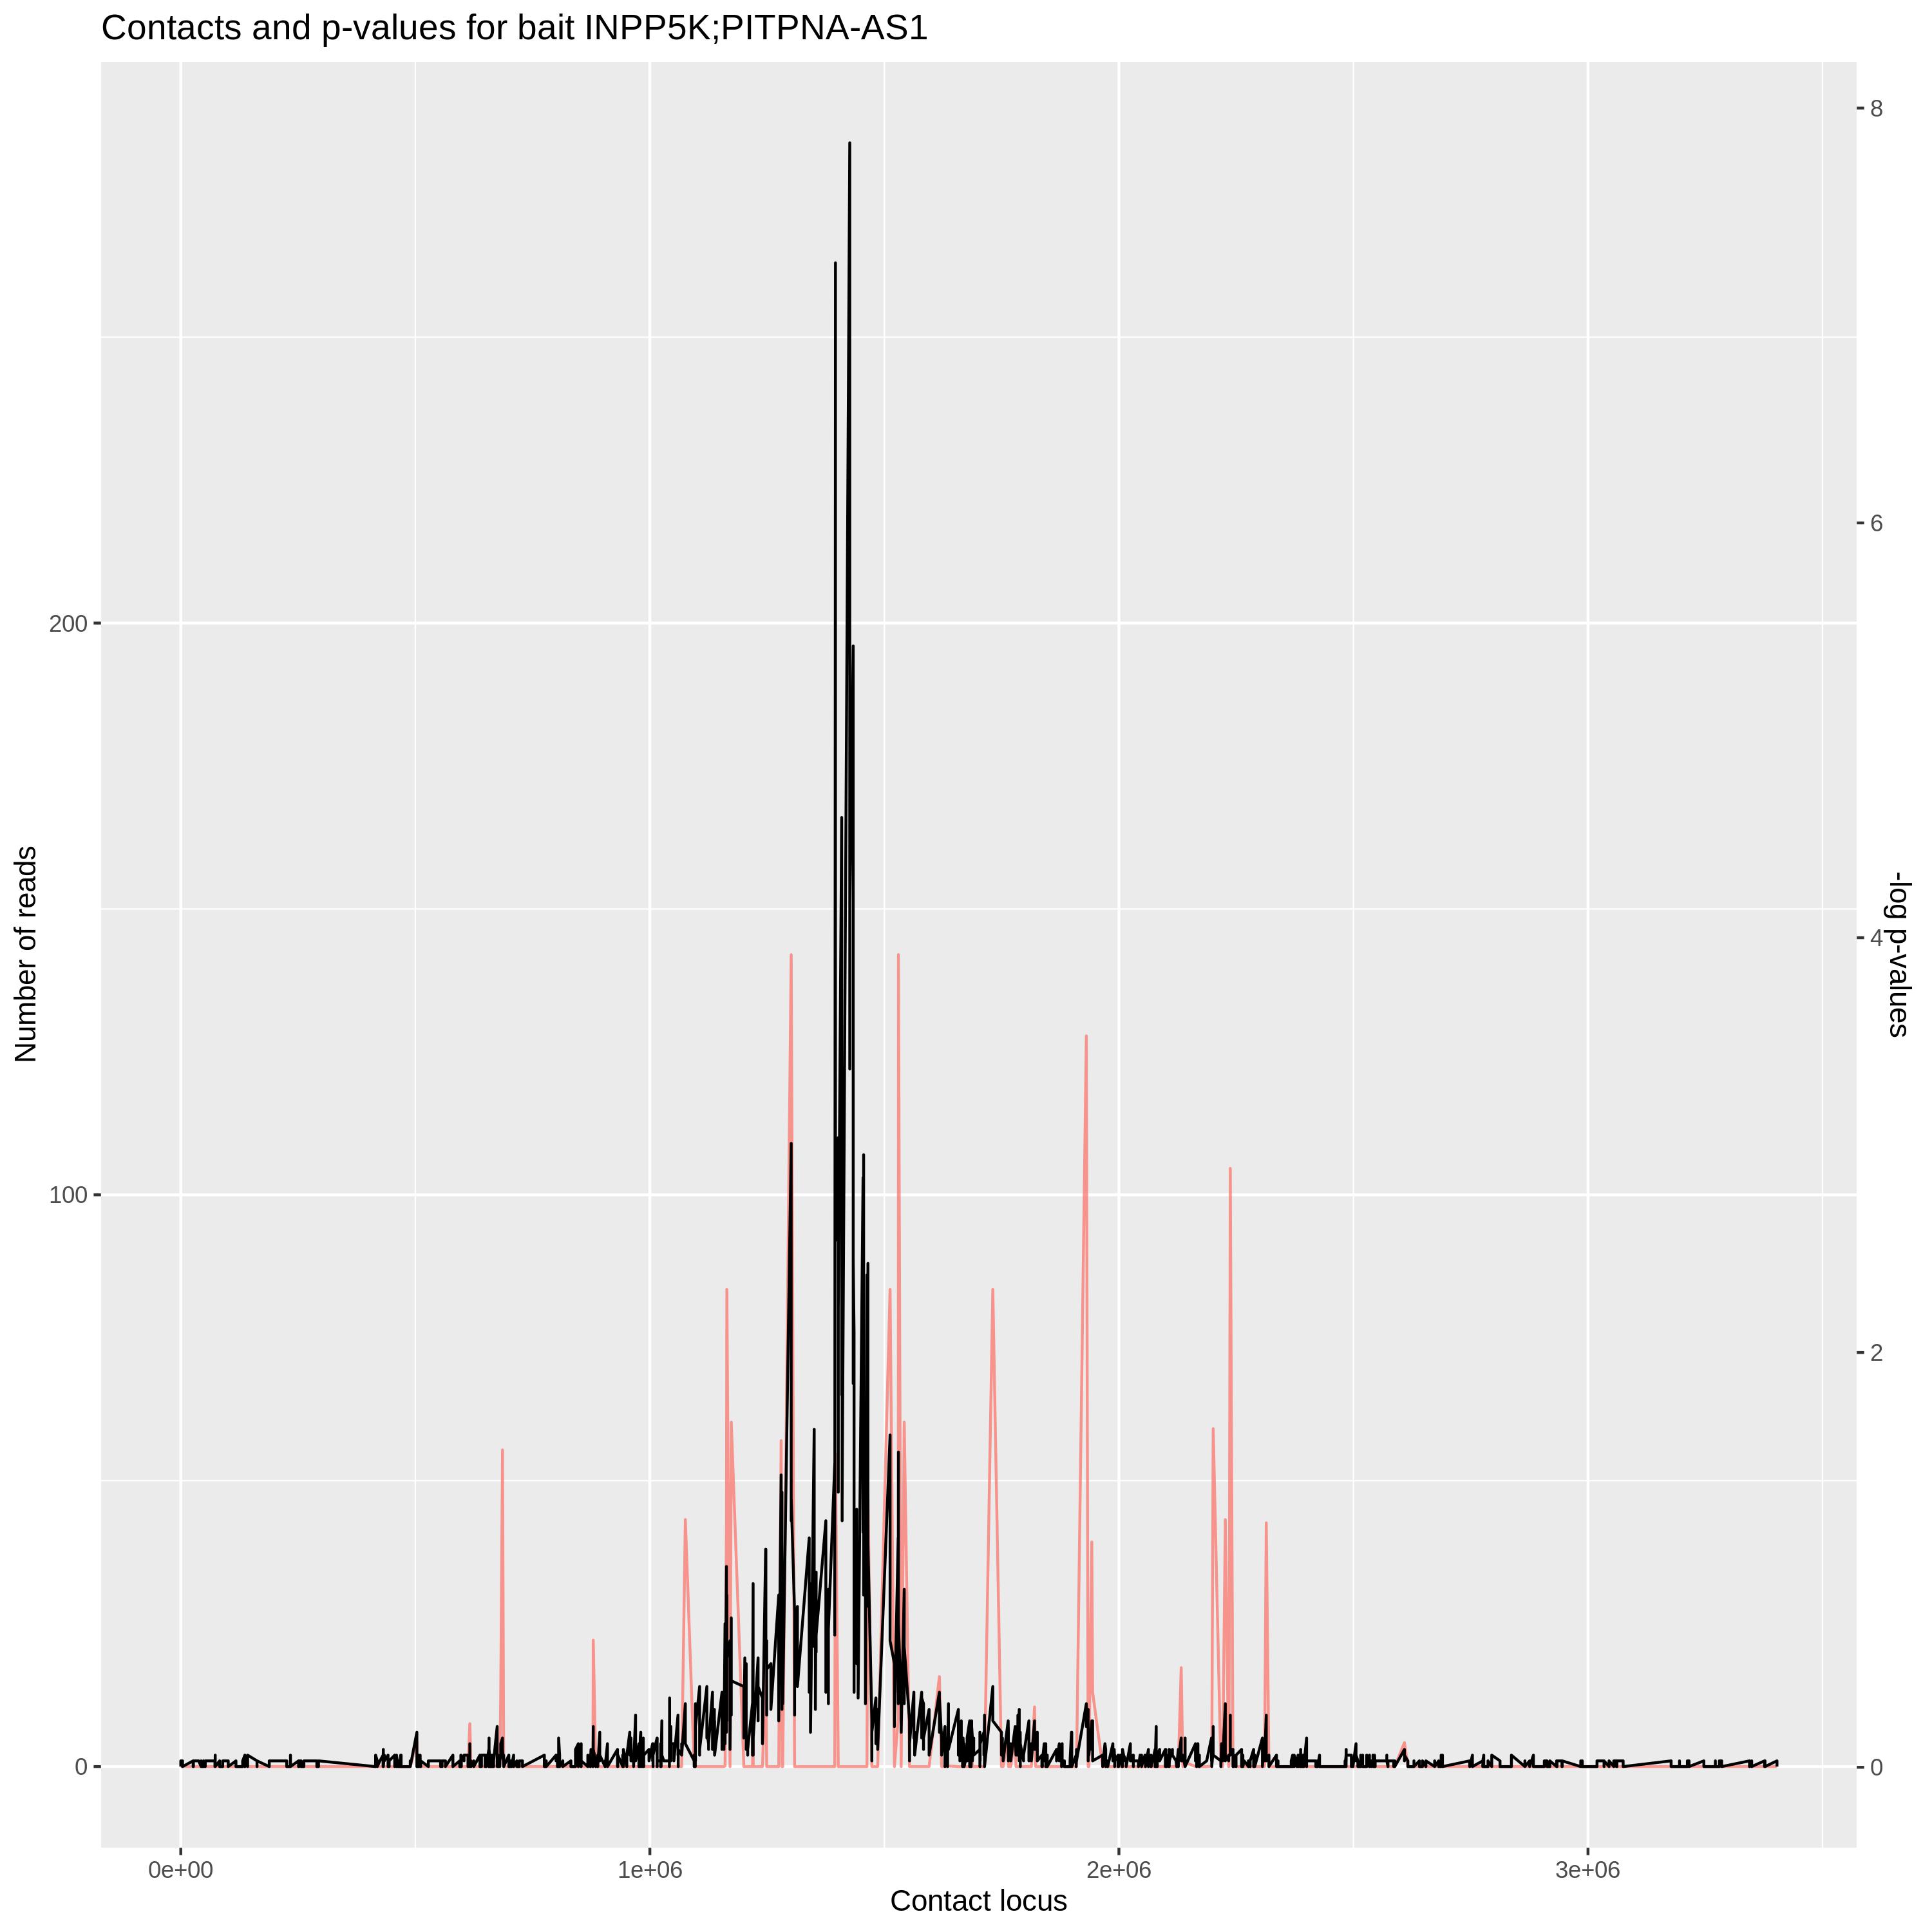 Contacts and p-values for bait INPP5K;PITPNA-AS1
Number of reads
200
100
0
8
6
4
2
0
-log p-values
0e+00
1e+06
2e+06
3e+06
Contact locus